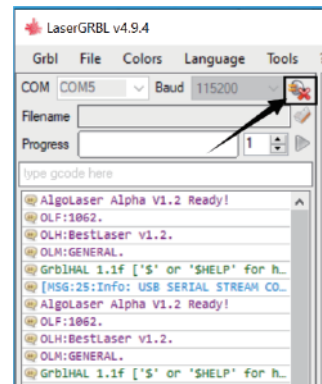 LaserGRBL v4.9.4
Grbl File Colors Language Tools
COM COM5 Baud 115200
Filename
Progress 1
type gcode here
AlgoLaser Alpha V1.2 Ready!
OLF:1062.
OLH:BestLaser v1.2.
OLM:GENERAL.
GrblHAL 1.1f ['$' or '$HELP' for h…
[MSG:25:Info: USB SERIAL STREAM CO…
AlgoLaser Alpha V1.2 Ready!
OLF:1062.
OLH:BestLaser v1.2.
OLM:GENERAL.
GrblHAL 1.1f ['$' or '$HELP' for h…